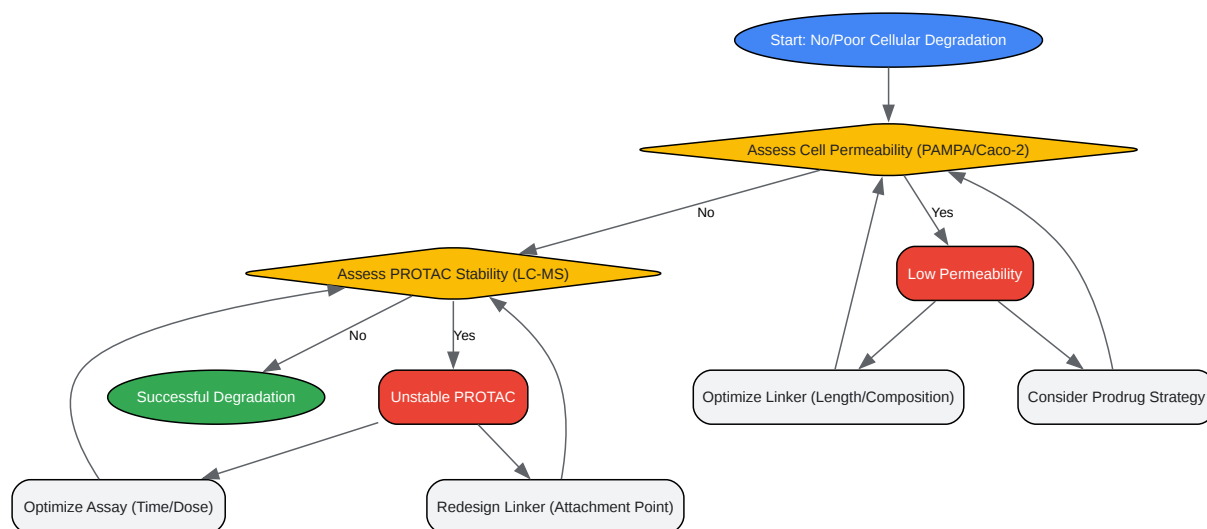 Start: No/Poor Cellular Degradation
Assess Cell Permeability (PAMPA/Caco-2)
No
Yes
Assess PROTAC Stability (LC-MS)
Low Permeability
No
Yes
Successful Degradation
Unstable PROTAC
Optimize Linker (Length/Composition)
Consider Prodrug Strategy
Optimize Assay (Time/Dose)
Redesign Linker (Attachment Point)